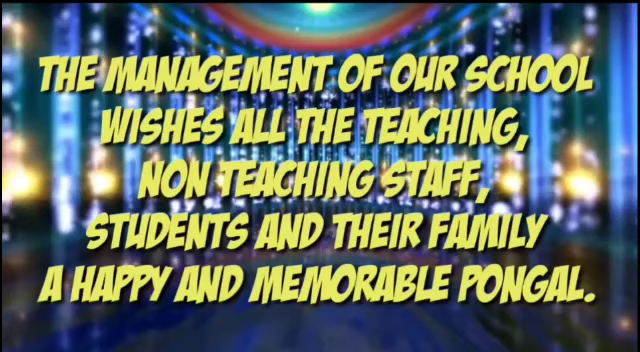 THE MANAGEMENT OF OUR SCHOOL
WISHES ALL THE TEACHING,
NON TEACHING STAFF,
STUDENTS AND THEIR FAMILY
A HAPPY AND MEMORABLE PONGAL.